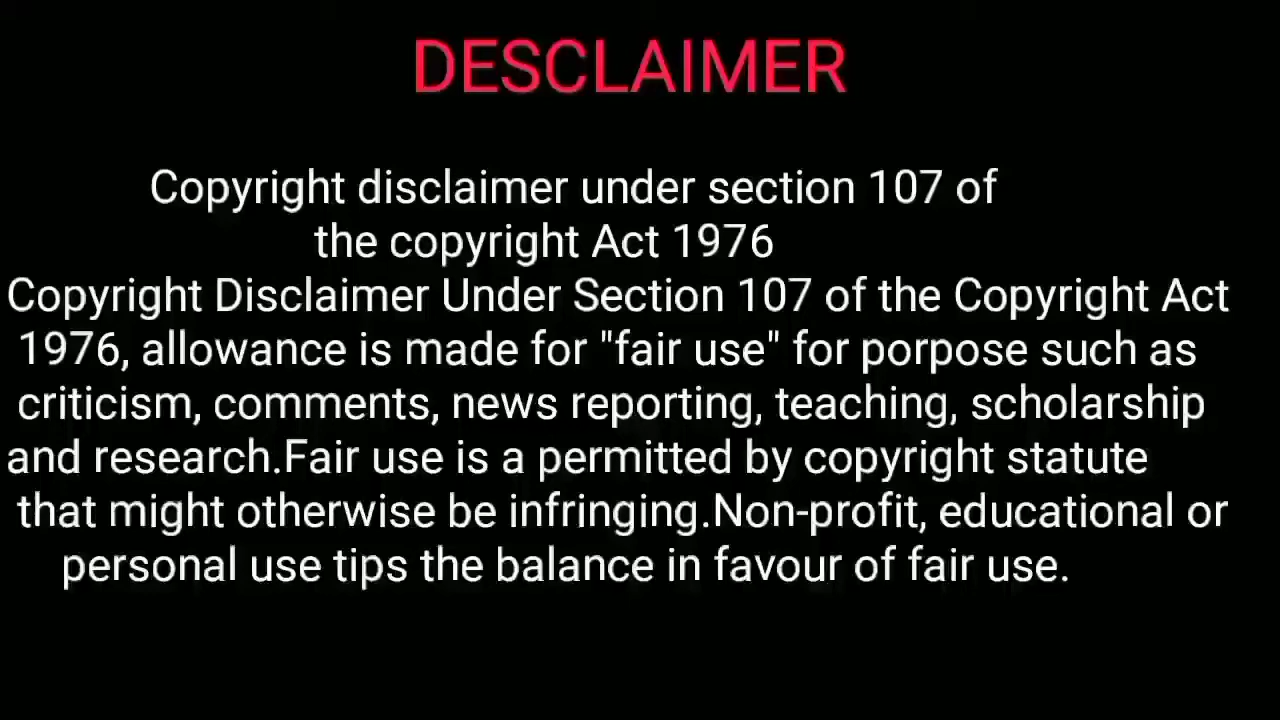 DESCLAIMER
Copyright disclaimer under section 107 of
the copyright Act 1976
Copyright Disclaimer Under Section 107 of the Copyright Act
1976, allowance is made for "fair use" for porpose such as
criticism, comments, news reporting, teaching, scholarship
and research.Fair use is a permitted by copyright statute
that might otherwise be infringing.Non-profit, educational or
personal use tips the balance in favour of fair use.